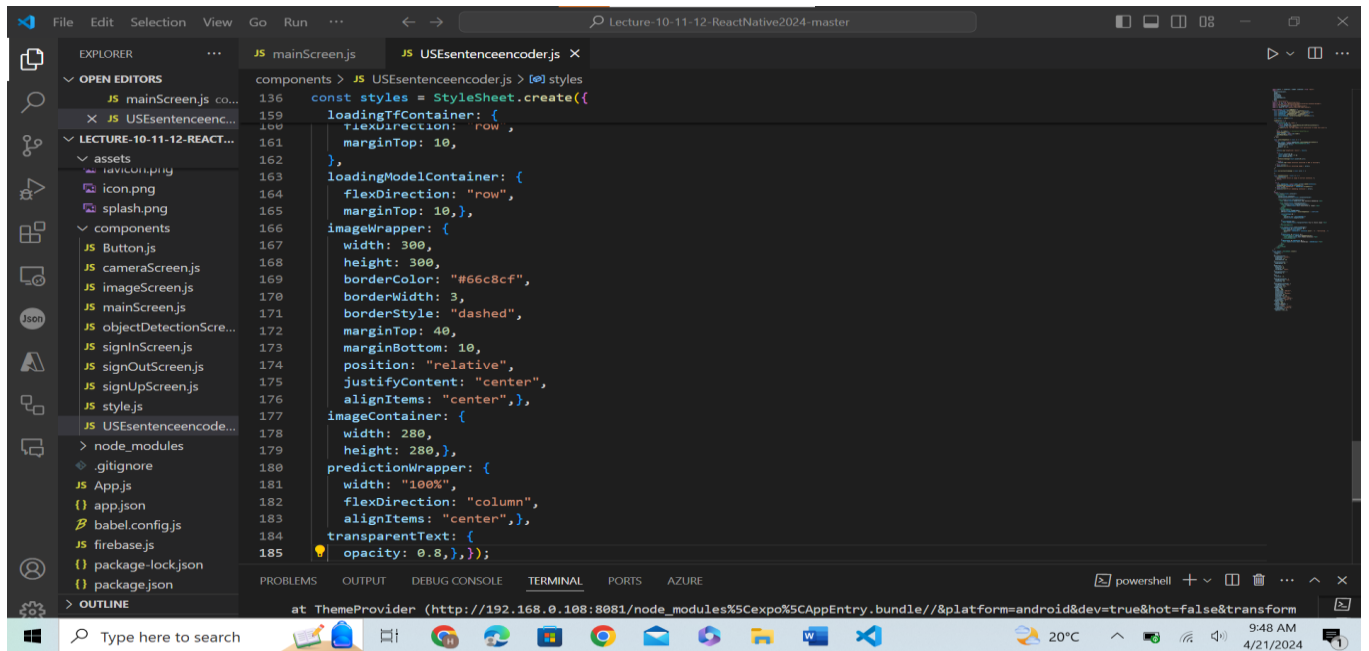 File Edit Selection View Go Run ··· Lecture-10-11-12-ReactNative2024-master
EXPLORER ···
OPEN EDITORS
JS mainScreen.js co...
JS USEsentenceenc...
LECTURE-10-11-12-REACT...
assets
favicon.png
icon.png
splash.png
components
JS Button.js
JS cameraScreen.js
JS imageScreen.js
JS mainScreen.js
JS objectDetectionScre...
JS signInScreen.js
JS signOutScreen.js
JS signUpScreen.js
JS style.js
JS USEsentenceencode...
node_modules
.gitignore
JS App.js
{} app.json
babel.config.js
JS firebase.js
{} package-lock.json
{} package.json
OUTLINE
Json
JS mainScreen.js JS USEsentenceencoder.js
components > JS USEsentenceencoder.js > styles
136 const styles = StyleSheet.create({
159 loadingTfContainer: {
160 flexDirection: "row",
161 marginTop: 10,
162 },
163 loadingModelContainer: {
164 flexDirection: "row",
165 marginTop: 10,},
166 imageWrapper: {
167 width: 300,
168 height: 300,
169 borderColor: "#66c8cf",
170 borderWidth: 3,
171 borderStyle: "dashed",
172 marginTop: 40,
173 marginBottom: 10,
174 position: "relative",
175 justifyContent: "center",
176 alignItems: "center",},
177 imageContainer: {
178 width: 280,
179 height: 280,},
180 predictionWrapper: {
181 width: "100%",
182 flexDirection: "column",
183 alignItems: "center",},
184 transparentText: {
185 opacity: 0.8,},});
PROBLEMS OUTPUT DEBUG CONSOLE TERMINAL PORTS AZURE powershell
at ThemeProvider (http://192.168.0.108:8081/node_modules%5Cexpo%5CAppEntry.bundle//&platform=android&dev=true&hot=false&transform
Type here to search 20°C 9:48 AM
4/21/2024